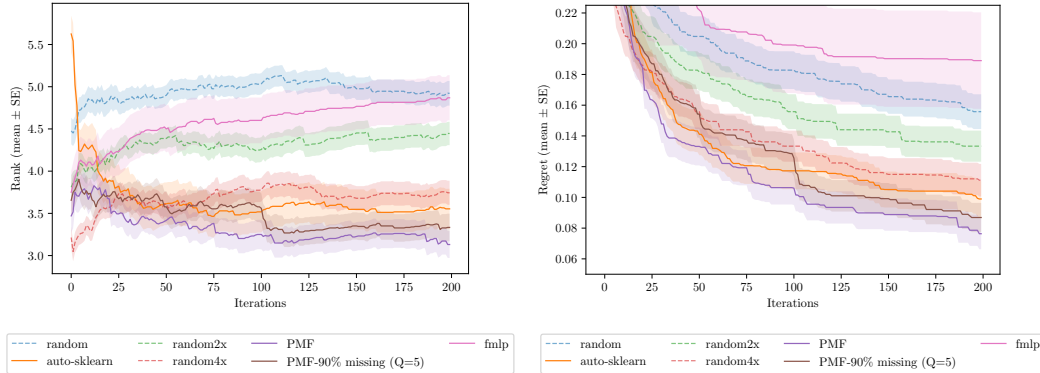 5.5
5.0
4.5
4.0
3.5
3.0
Rank (mean ± SE)
0 25 50 75 100 125 150 175 200
Iterations
random random2x PMF fmlp
auto-sklearn random4x PMF-90% missing (Q=5)
0.22
0.20
0.18
0.16
0.14
0.12
0.10
0.08
0.06
Regret (mean ± SE)
0 25 50 75 100 125 150 175 200
Iterations
random random2x PMF fmlp
auto-sklearn random4x PMF-90% missing (Q=5)